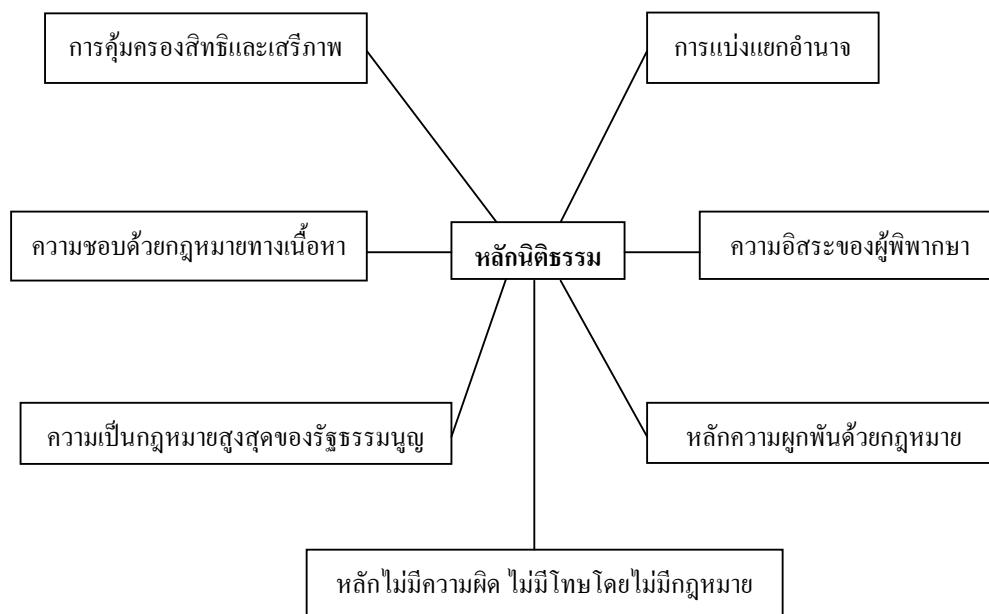 การคุ้มครองสิทธิและเสรีภาพ
การแบ่งแยกอำนาจ
ความชอบด้วยกฎหมายทางเนื้อหา
หลักนิติธรรม
ความอิสระของผู้พิพากษา
ความเป็นกฎหมายสูงสุดของรัฐธรรมนูญ
หลักความผูกพันด้วยกฎหมาย
หลักไม่มีความผิด ไม่มีโทษโดยไม่มีกฎหมาย